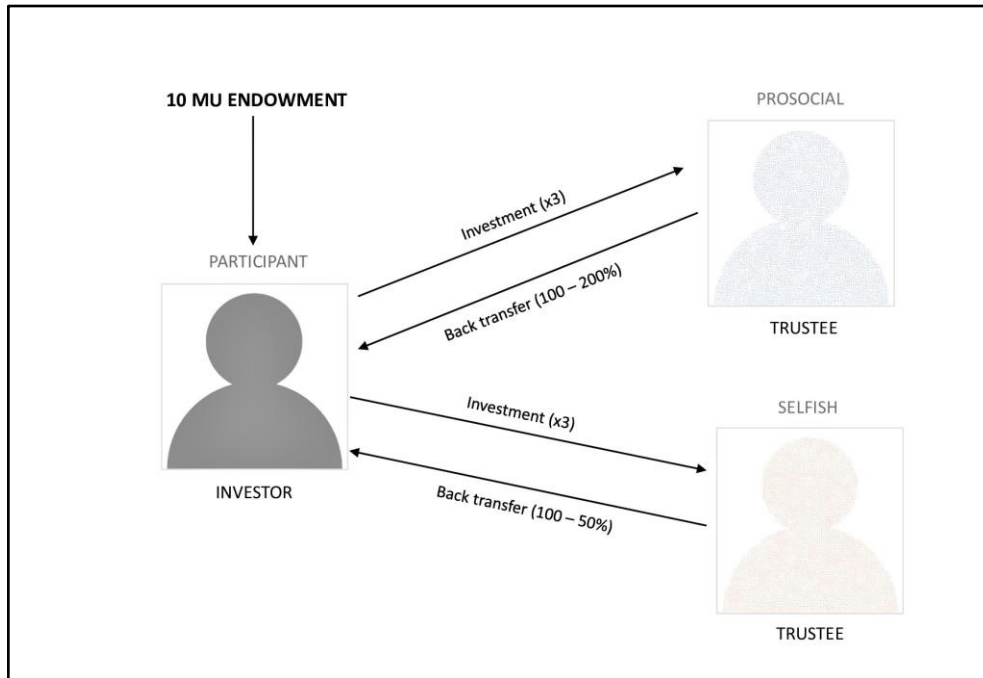 10 MU ENDOWMENT
PROSOCIAL
Investment (x3)
PARTICIPANT
Back transfer (100 – 200%)
TRUSTEE
SELFISH
Investment (x3)
INVESTOR
Back transfer (100 – 50%)
TRUSTEE